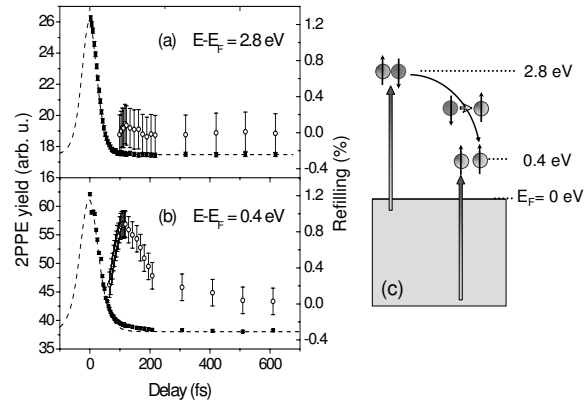 (a) E-E_F = 2.8 eV
26
24
22
20
18
16
1.2
0.8
0.4
0.0
-0.4
2PPE yield (arb. u.)
Refilling (%)
(b) E-E_F = 0.4 eV
60
55
50
45
40
35
1.2
0.8
0.4
0.0
-0.4
0 200 400 600
Delay (fs)
2.8 eV
0.4 eV
E_F = 0 eV
(c)